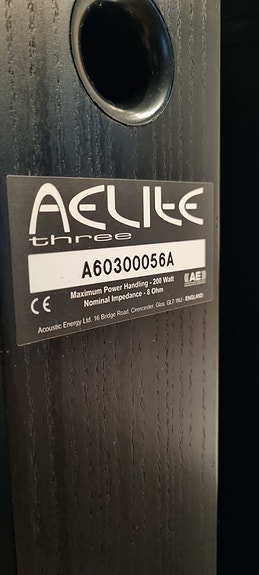 AELITE
three
A60300056A
Maximum Power Handling - 200 Watt
Nominal Impedance - 8 Ohm
CE
((AE))
Acoustic Energy Ltd. 16 Bridge Road, Cirencester, Glos. GL7 1NJ - ENGLAND